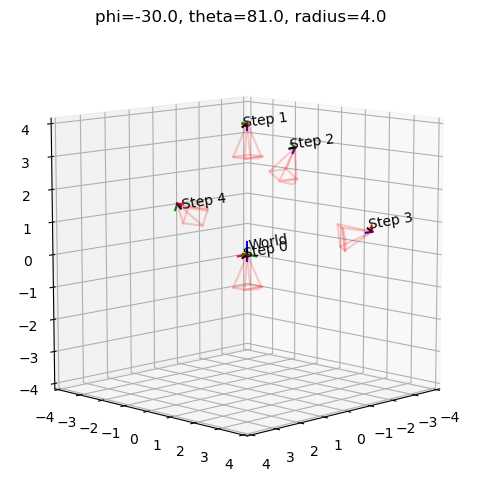 phi=-30.0, theta=81.0, radius=4.0
Step 1
Step 2
Step 4
Step 3
World
Step 0
4
3
2
1
0
−1
−2
−3
−4
−4 −3 −2 −1 0 1 2 3 4
4 3 2 1 0 −1 −2 −3 −4